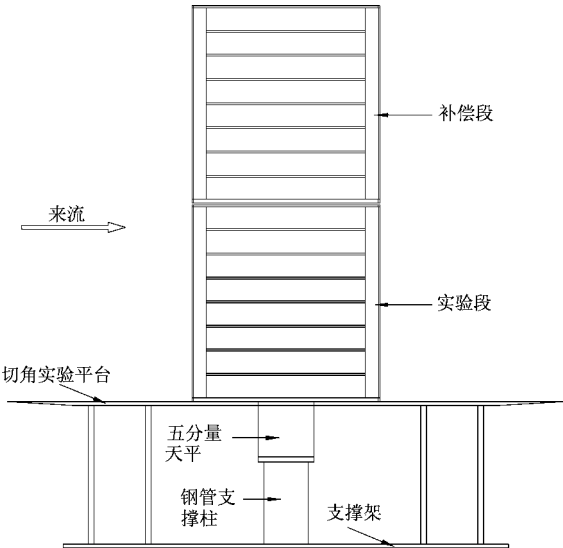 补偿段
来流
实验段
切角实验平台
五分量
天平
钢管支
撑柱
支撑架